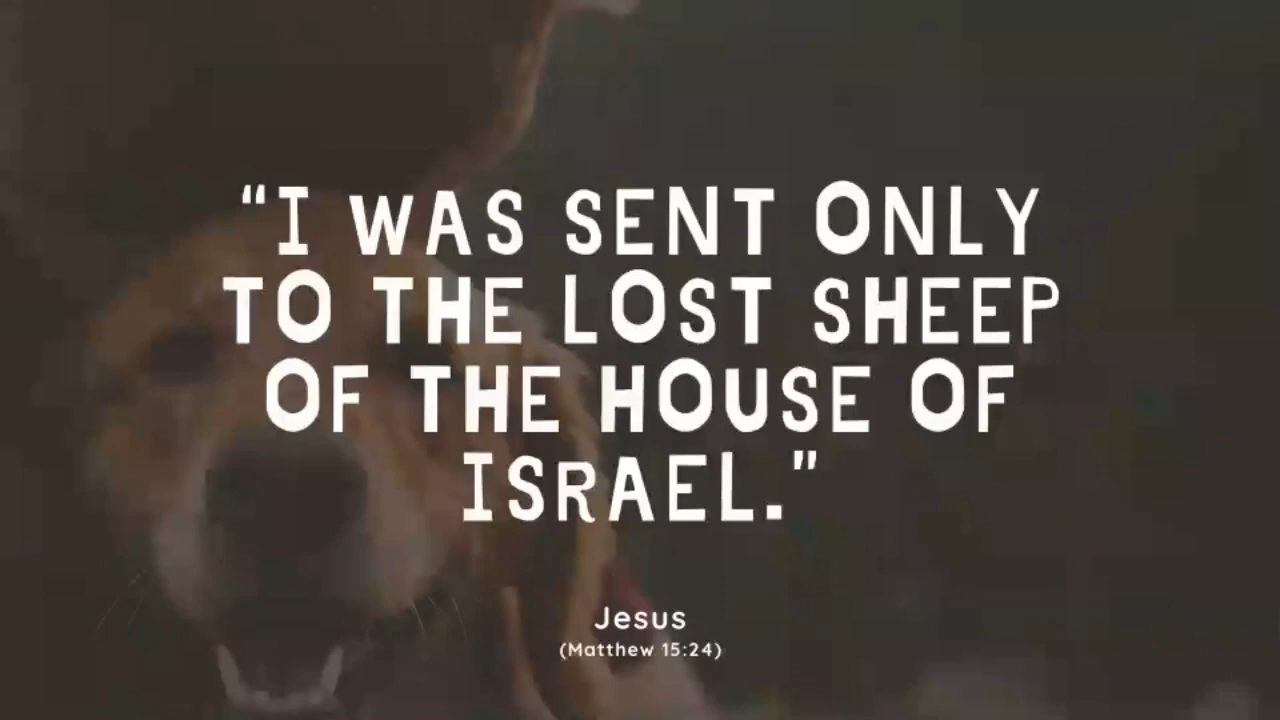 “I WAS SENT ONLY
TO THE LOST SHEEP
OF THE HOUSE OF
ISRAEL.”
Jesus
(Matthew 15:24)